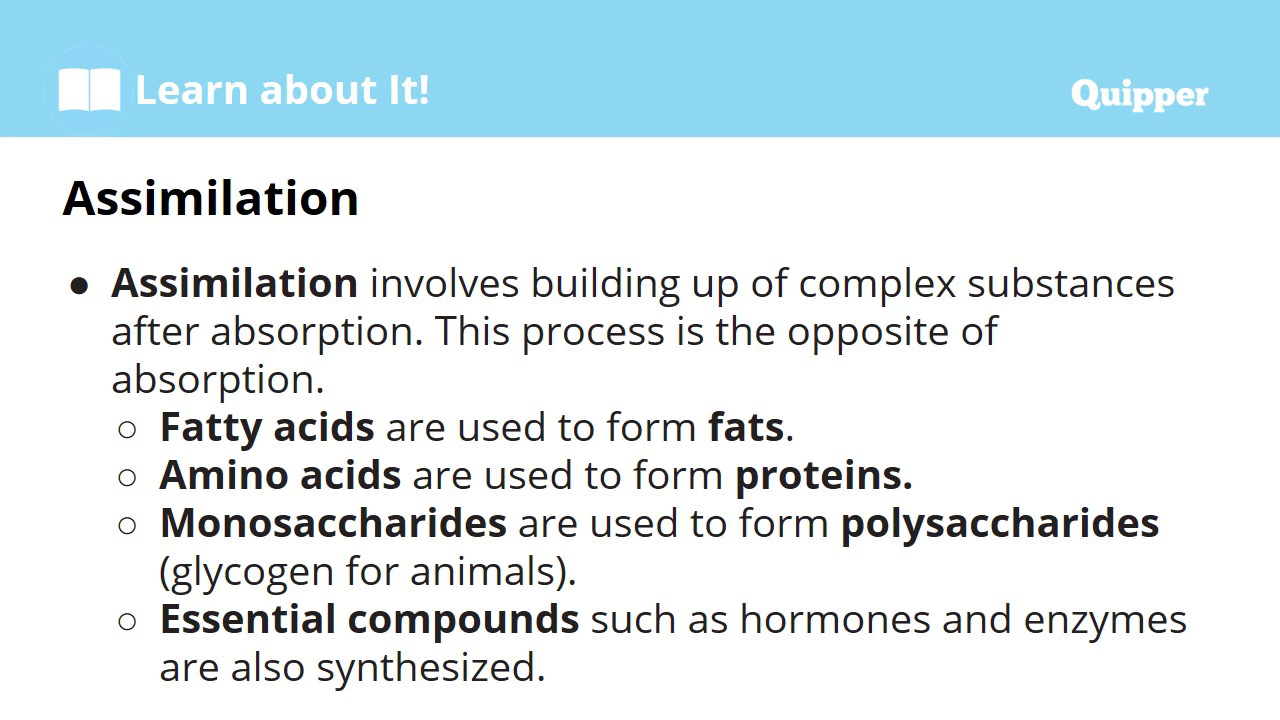 Learn about It!
Quipper
Assimilation
● Assimilation involves building up of complex substances
after absorption. This process is the opposite of
absorption.
○ Fatty acids are used to form fats.
○ Amino acids are used to form proteins.
○ Monosaccharides are used to form polysaccharides
(glycogen for animals).
○ Essential compounds such as hormones and enzymes
are also synthesized.